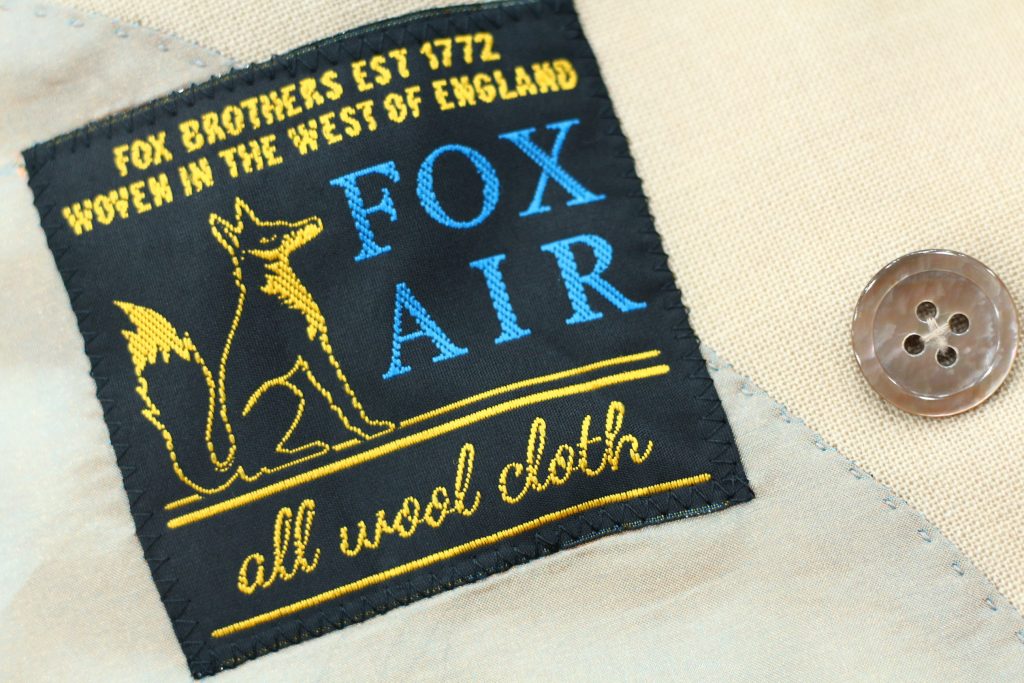 FOX BROTHERS EST 1772
WOVEN IN THE WEST OF ENGLAND
FOX
AIR
all wool cloth